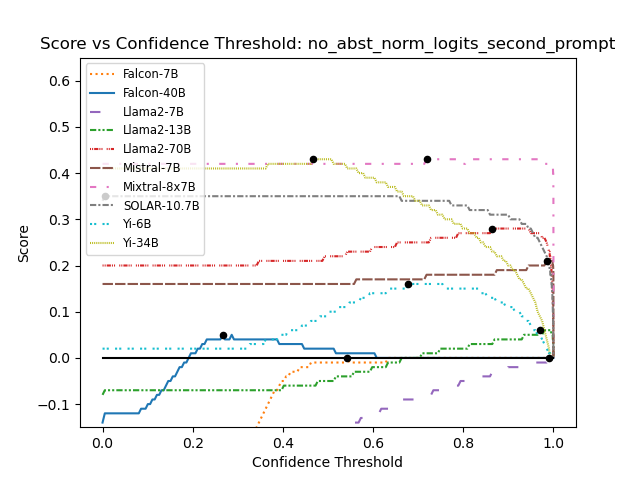 Score vs Confidence Threshold: no_abst_norm_logits_second_prompt
Falcon-7B
Falcon-40B
Llama2-7B
Llama2-13B
Llama2-70B
Mistral-7B
Mixtral-8x7B
SOLAR-10.7B
Yi-6B
Yi-34B
Score
0.6
0.5
0.4
0.3
0.2
0.1
0.0
−0.1
0.0 0.2 0.4 0.6 0.8 1.0
Confidence Threshold